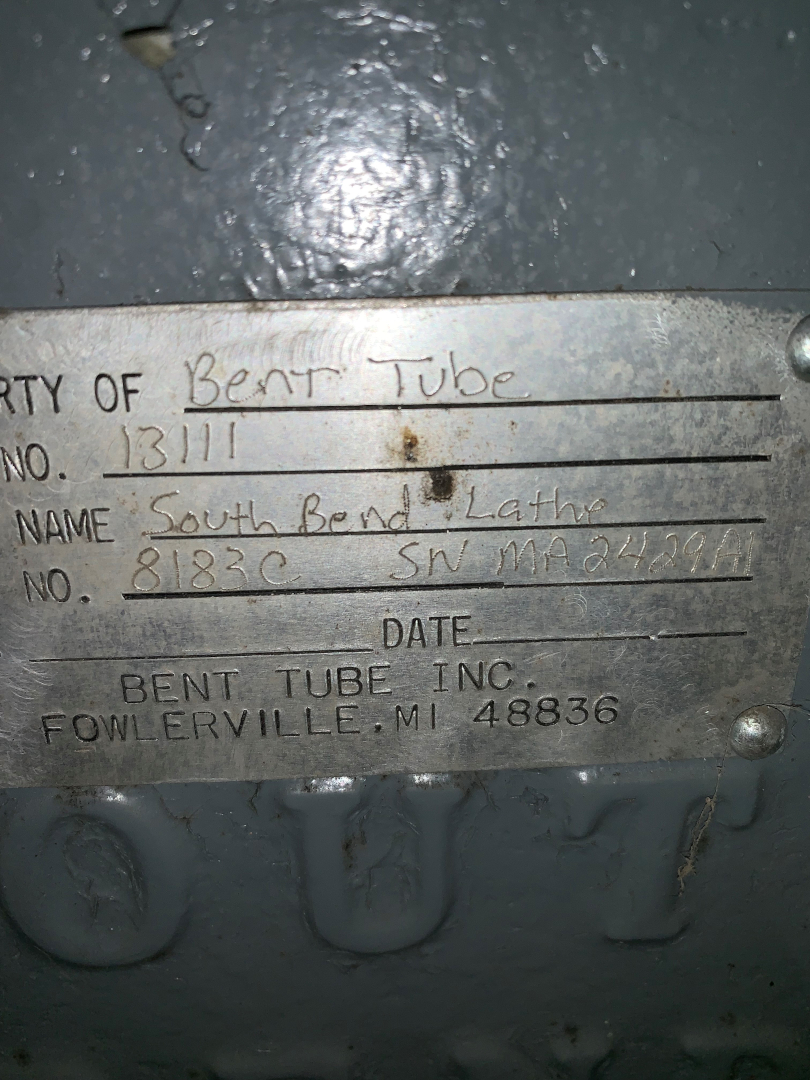 RTY OF Bent Tube
NO. 13111
NAME South Bend Lathe
NO. 8183C SN MA2429A1
DATE
BENT TUBE INC.
FOWLERVILLE, MI 48836
OUT